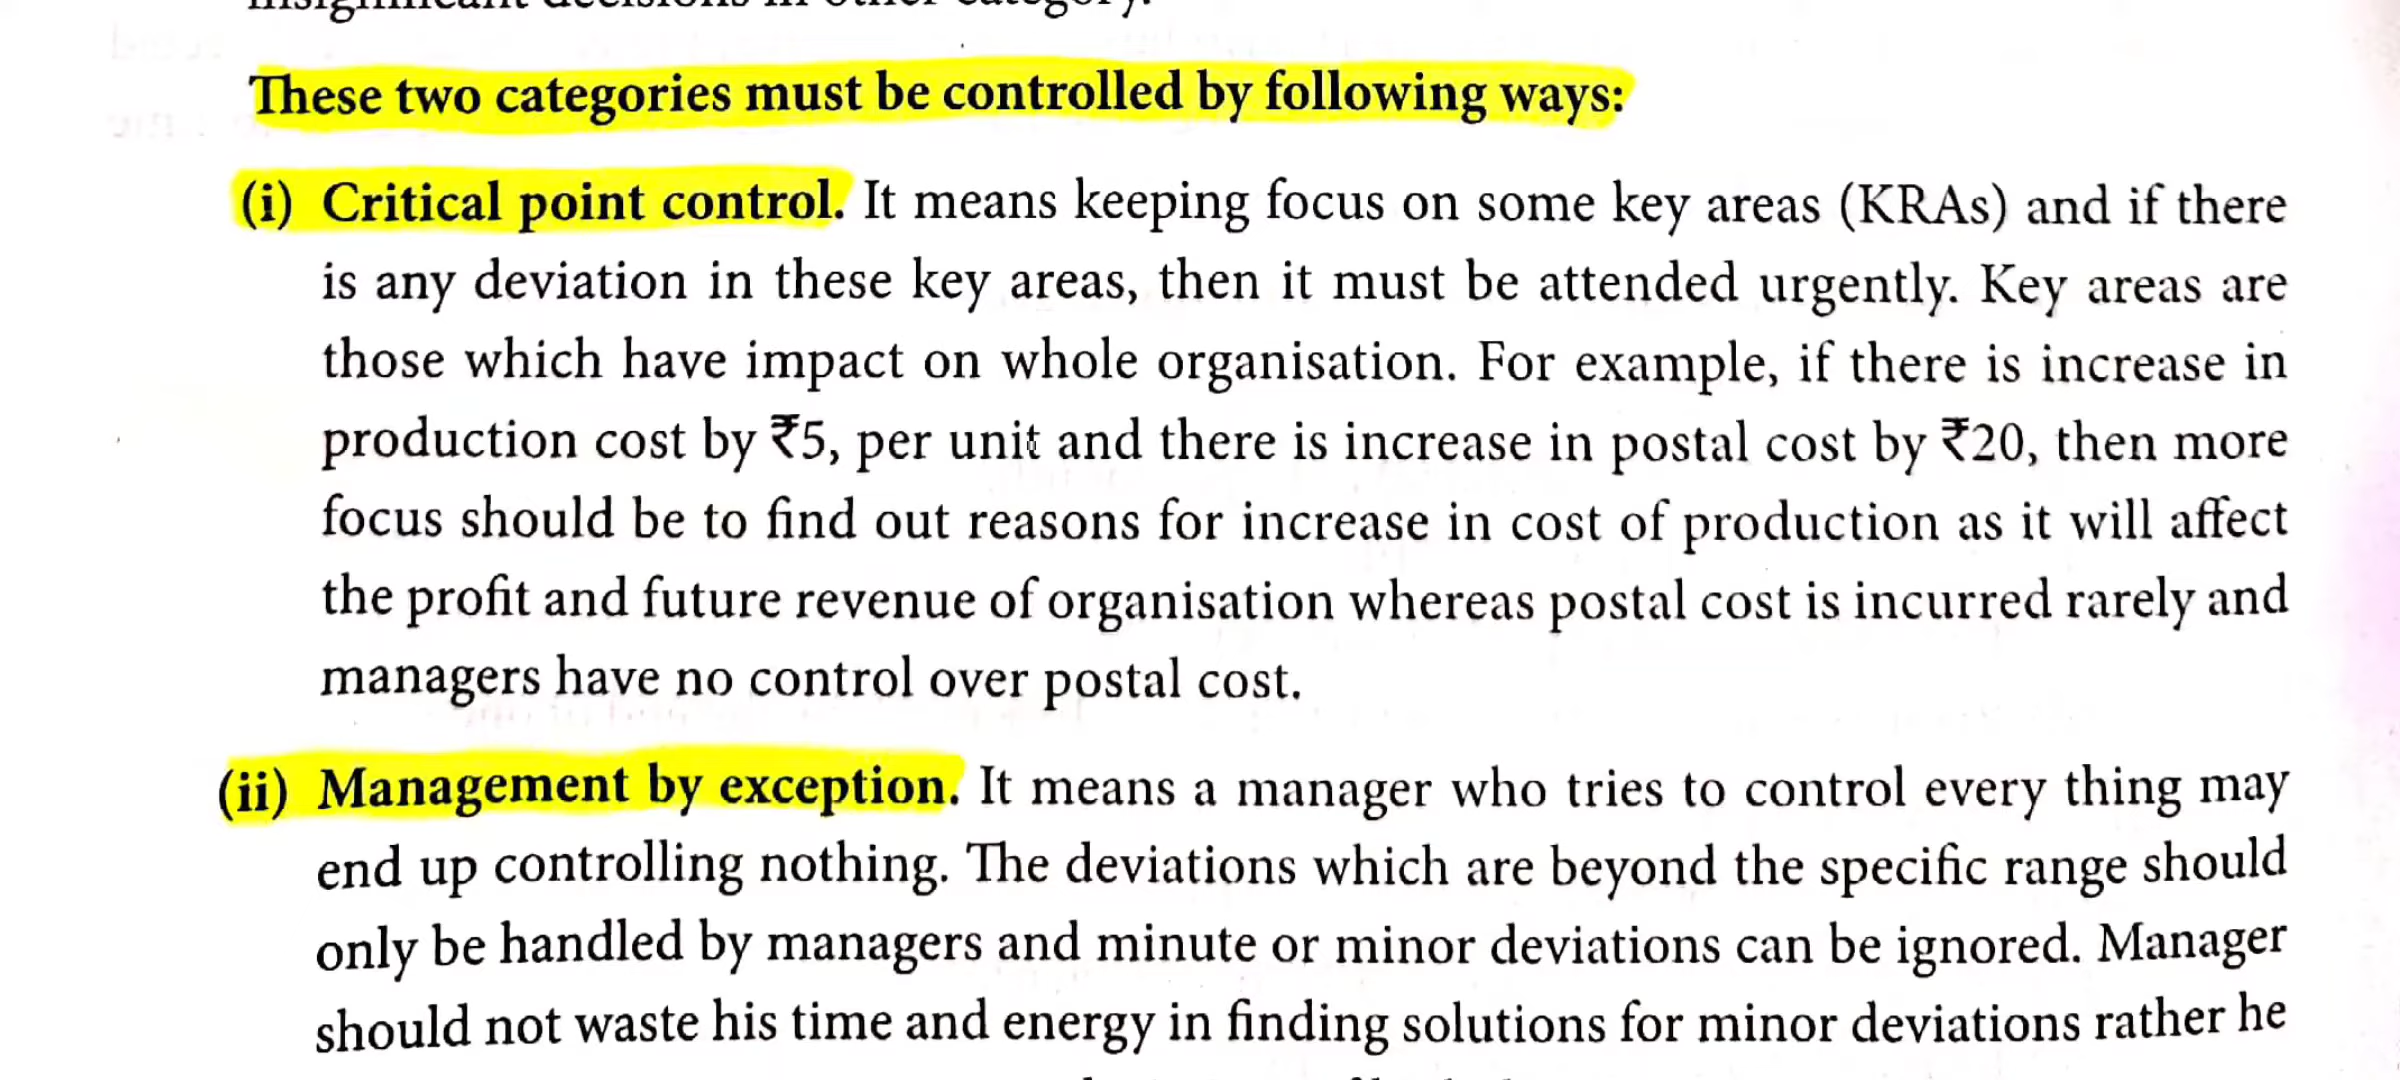 insignificant decisions in other category.
These two categories must be controlled by following ways:
(i) Critical point control. It means keeping focus on some key areas (KRAs) and if there
is any deviation in these key areas, then it must be attended urgently. Key areas are
those which have impact on whole organisation. For example, if there is increase in
production cost by ₹5, per unit and there is increase in postal cost by ₹20, then more
focus should be to find out reasons for increase in cost of production as it will affect
the profit and future revenue of organisation whereas postal cost is incurred rarely and
managers have no control over postal cost.
(ii) Management by exception. It means a manager who tries to control every thing may
end up controlling nothing. The deviations which are beyond the specific range should
only be handled by managers and minute or minor deviations can be ignored. Manager
should not waste his time and energy in finding solutions for minor deviations rather he